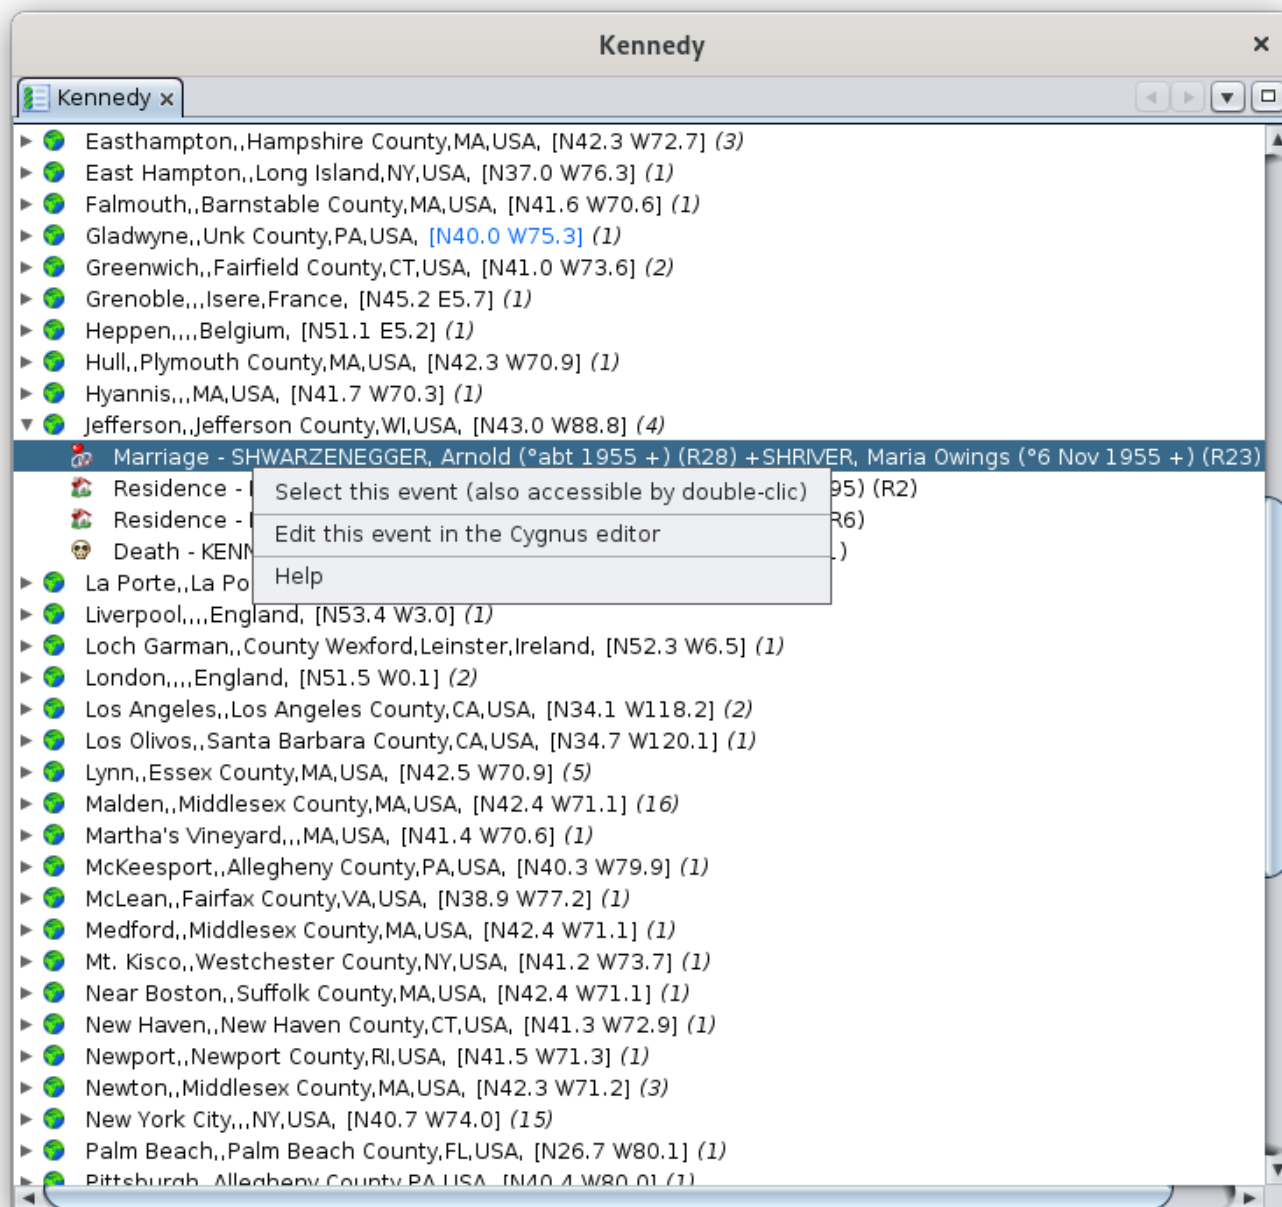 Kennedy
Kennedy
Easthampton,,Hampshire County,MA,USA, [N42.3 W72.7] (3)
East Hampton,,Long Island,NY,USA, [N37.0 W76.3] (1)
Falmouth,,Barnstable County,MA,USA, [N41.6 W70.6] (1)
Gladwyne,,Unk County,PA,USA, [N40.0 W75.3] (1)
Greenwich,,Fairfield County,CT,USA, [N41.0 W73.6] (2)
Grenoble,,,Isere,France, [N45.2 E5.7] (1)
Heppen,,,,Belgium, [N51.1 E5.2] (1)
Hull,,Plymouth County,MA,USA, [N42.3 W70.9] (1)
Hyannis,,,MA,USA, [N41.7 W70.3] (1)
Jefferson,,Jefferson County,WI,USA, [N43.0 W88.8] (4)
Marriage - SHWARZENEGGER, Arnold (°abt 1955 +) (R28) +SHRIVER, Maria Owings (°6 Nov 1955 +) (R23)
Residence - 95) (R2)
Select this event (also accessible by double-clic)
Residence - R6)
Edit this event in the Cygnus editor
Death - KENN )
Help
La Porte,,La Po
Liverpool,,,,England, [N53.4 W3.0] (1)
Loch Garman,,County Wexford,Leinster,Ireland, [N52.3 W6.5] (1)
London,,,,England, [N51.5 W0.1] (2)
Los Angeles,,Los Angeles County,CA,USA, [N34.1 W118.2] (2)
Los Olivos,,Santa Barbara County,CA,USA, [N34.7 W120.1] (1)
Lynn,,Essex County,MA,USA, [N42.5 W70.9] (5)
Malden,,Middlesex County,MA,USA, [N42.4 W71.1] (16)
Martha's Vineyard,,,MA,USA, [N41.4 W70.6] (1)
McKeesport,,Allegheny County,PA,USA, [N40.3 W79.9] (1)
McLean,,Fairfax County,VA,USA, [N38.9 W77.2] (1)
Medford,,Middlesex County,MA,USA, [N42.4 W71.1] (1)
Mt. Kisco,,Westchester County,NY,USA, [N41.2 W73.7] (1)
Near Boston,,Suffolk County,MA,USA, [N42.4 W71.1] (1)
New Haven,,New Haven County,CT,USA, [N41.3 W72.9] (1)
Newport,,Newport County,RI,USA, [N41.5 W71.3] (1)
Newton,,Middlesex County,MA,USA, [N42.3 W71.2] (3)
New York City,,,NY,USA, [N40.7 W74.0] (15)
Palm Beach,,Palm Beach County,FL,USA, [N26.7 W80.1] (1)
Pittsburgh,,Allegheny County,PA,USA, [N40.4 W80.0] (1)